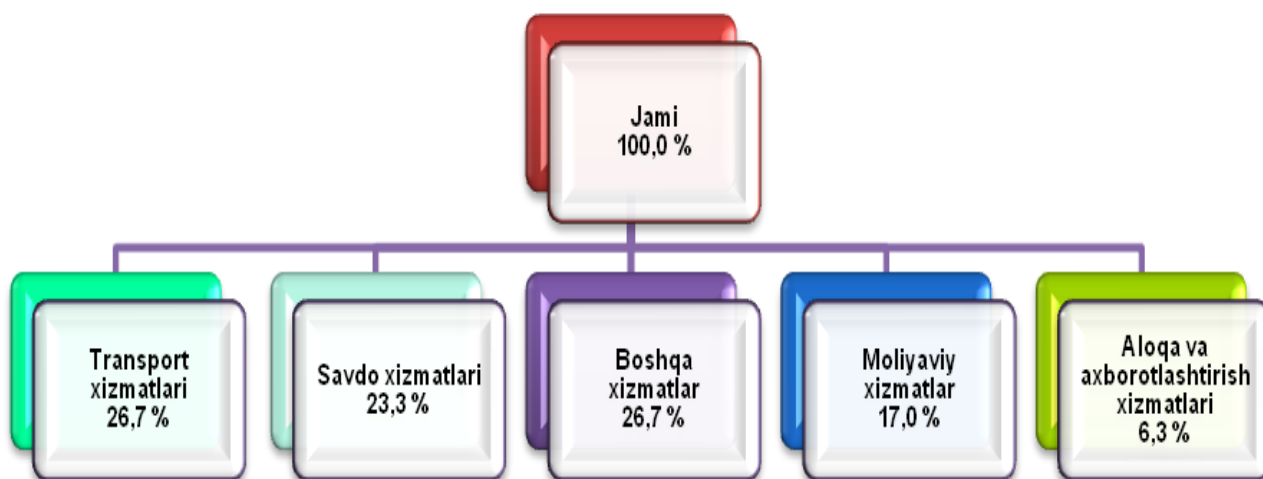 Jami
100,0 %
Transport
xizmatlari
26,7 %
Savdo xizmatlari
23,3 %
Boshqa
xizmatlar
26,7 %
Moliyaviy
xizmatlar
17,0 %
Aloqa va
axborotlashtirish
xizmatlari
6,3 %